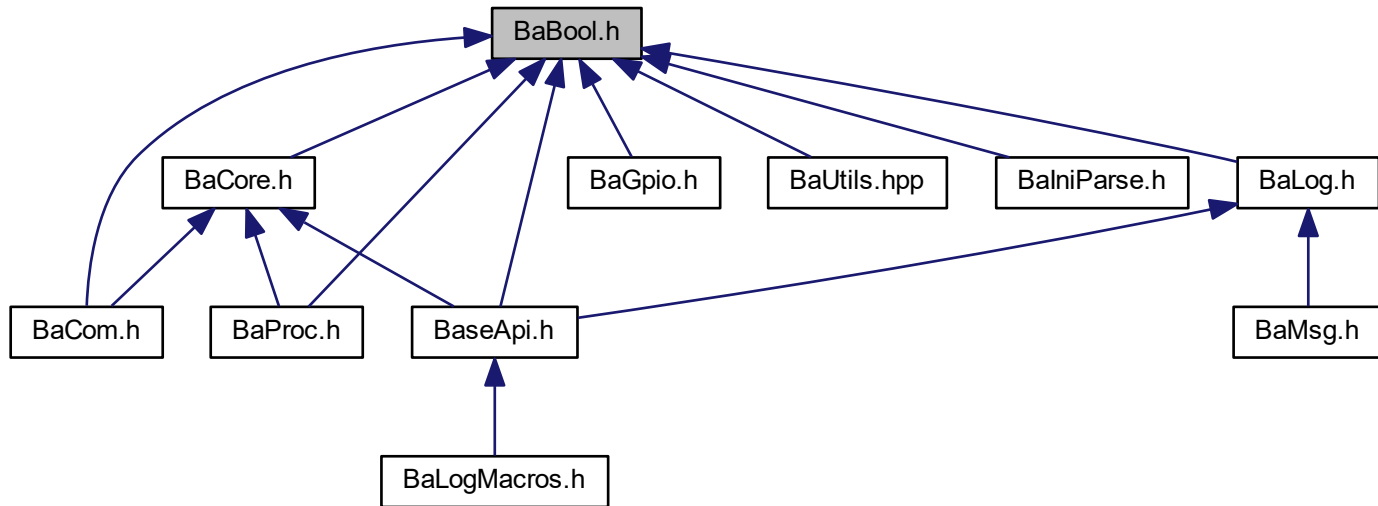 BaBool.h
BaCore.h
BaGpio.h
BaUtils.hpp
BaIniParse.h
BaLog.h
BaCom.h
BaProc.h
BaseApi.h
BaMsg.h
BaLogMacros.h